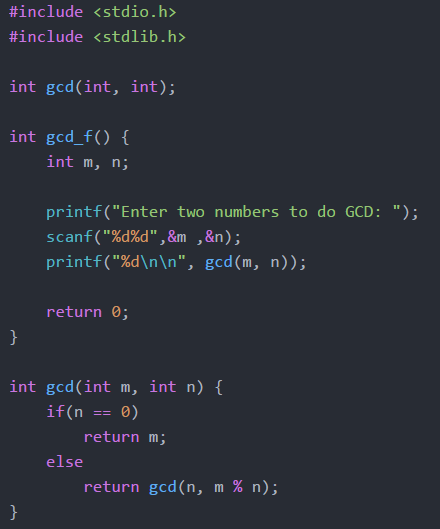 #include <stdio.h>
#include <stdlib.h>

int gcd(int, int);

int gcd_f() {
    int m, n;

    printf("Enter two numbers to do GCD: ");
    scanf("%d%d",&m ,&n);
    printf("%d\n\n", gcd(m, n));

    return 0;
}

int gcd(int m, int n) {
    if(n == 0)
        return m;
    else
        return gcd(n, m % n);
}